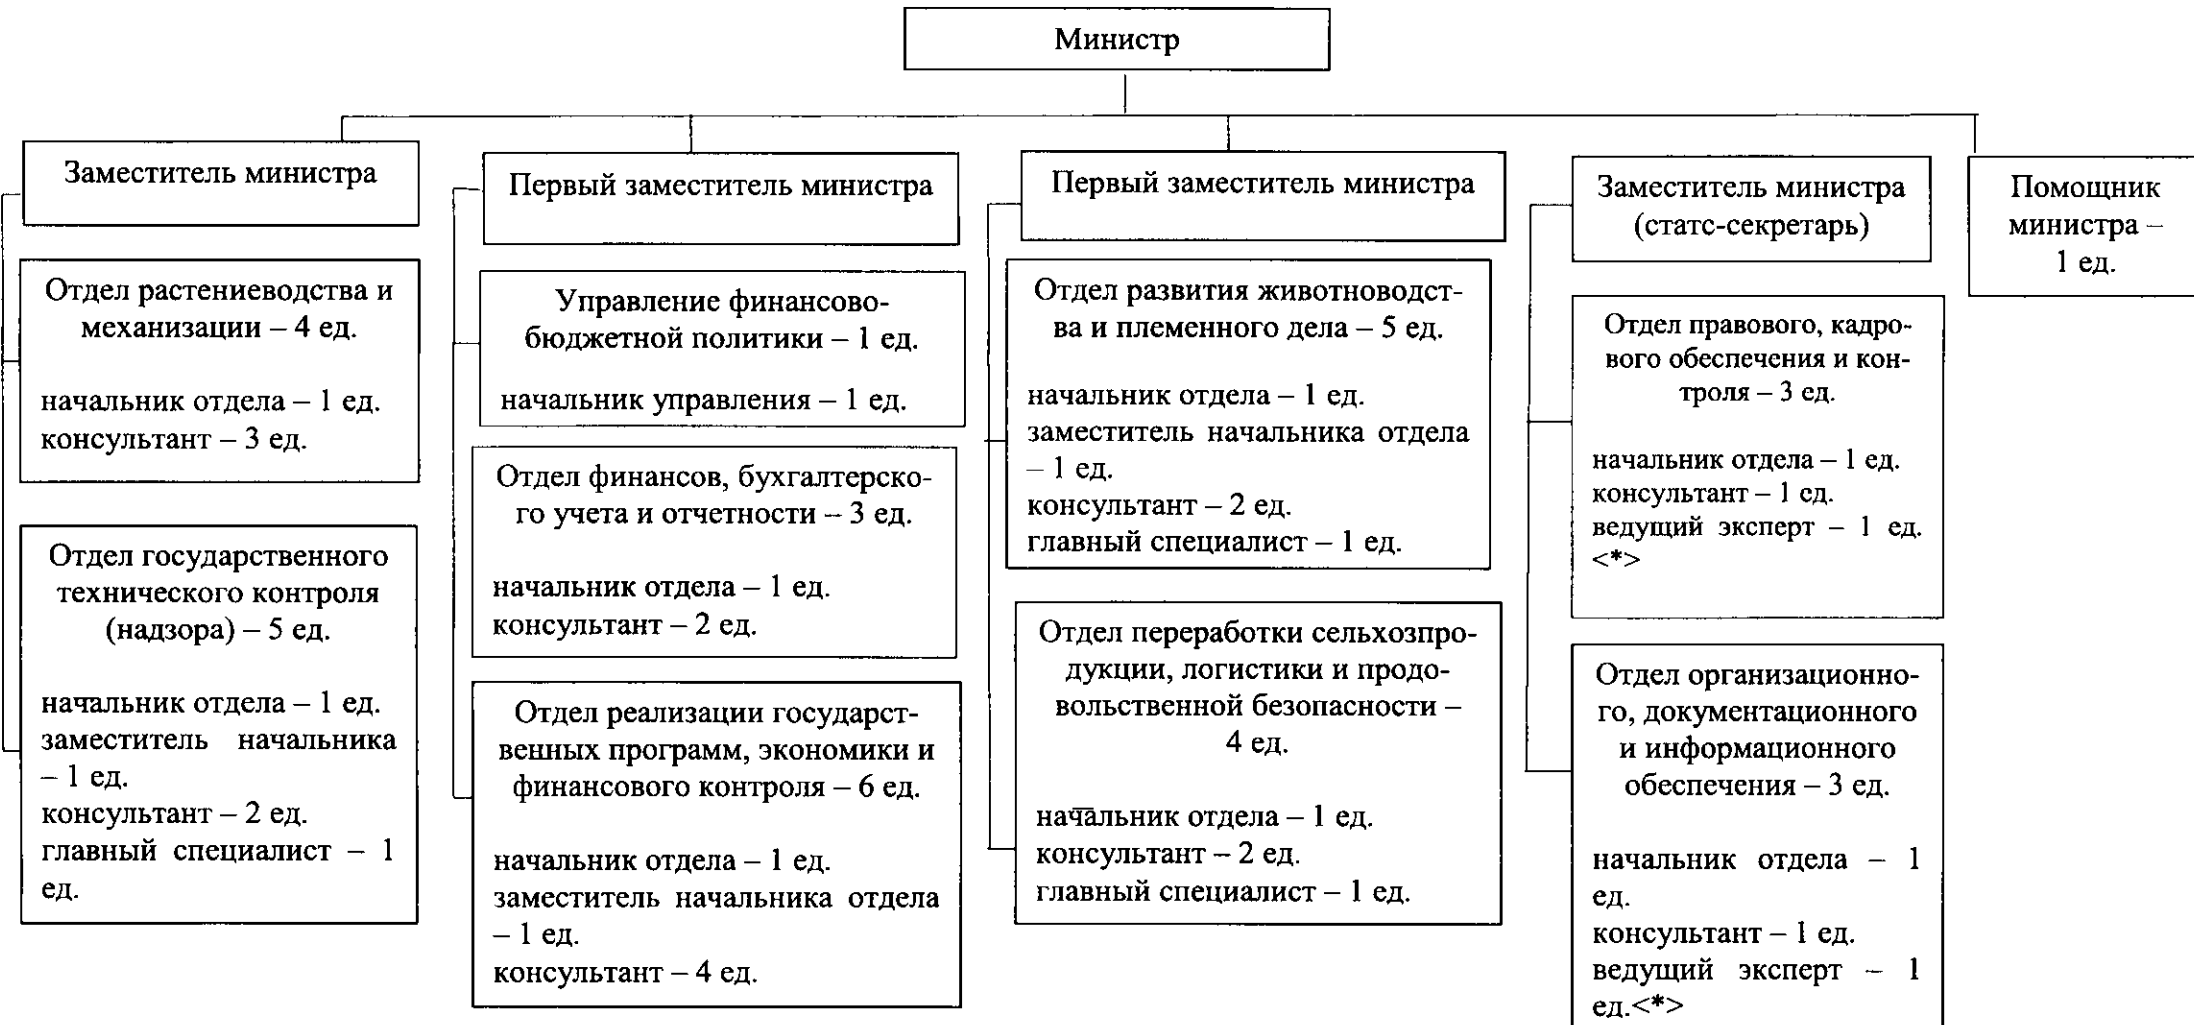 Министр
Заместитель министра
Отдел растениеводства и
механизации – 4 ед.
начальник отдела – 1 ед.
консультант – 3 ед.
Отдел государственного
технического контроля
(надзора) – 5 ед.
начальник отдела – 1 ед.
заместитель начальника
– 1 ед.
консультант – 2 ед.
главный специалист – 1
ед.
Первый заместитель министра
Управление финансово-
бюджетной политики – 1 ед.
начальник управления – 1 ед.
Отдел финансов, бухгалтерско-
го учета и отчетности – 3 ед.
начальник отдела – 1 ед.
консультант – 2 ед.
Отдел реализации государст-
венных программ, экономики и
финансового контроля – 6 ед.
начальник отдела – 1 ед.
заместитель начальника отдела
– 1 ед.
консультант – 4 ед.
Первый заместитель министра
Отдел развития животноводст-
ва и племенного дела – 5 ед.
начальник отдела – 1 ед.
заместитель начальника отдела
– 1 ед.
консультант – 2 ед.
главный специалист – 1 ед.
Отдел переработки сельхозпро-
дукции, логистики и продо-
вольственной безопасности –
4 ед.
начальник отдела – 1 ед.
консультант – 2 ед.
главный специалист – 1 ед.
Заместитель министра
(статс-секретарь)
Отдел правового, кадро-
вого обеспечения и кон-
троля – 3 ед.
начальник отдела – 1 ед.
консультант – 1 ед.
ведущий эксперт – 1 ед.
<*>
Отдел организационно-
го, документационного
и информационного
обеспечения – 3 ед.
начальник отдела – 1
ед.
консультант – 1 ед.
ведущий эксперт – 1
ед.<*>
Помощник
министра –
1 ед.